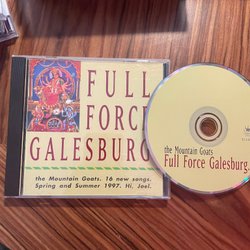 FULL
FORCE
GALESBURG
the Mountain Goats. 16 new songs.
Spring and Summer 1997. Hi, Joel.
the Mountain Goats
Full Force Galesburg